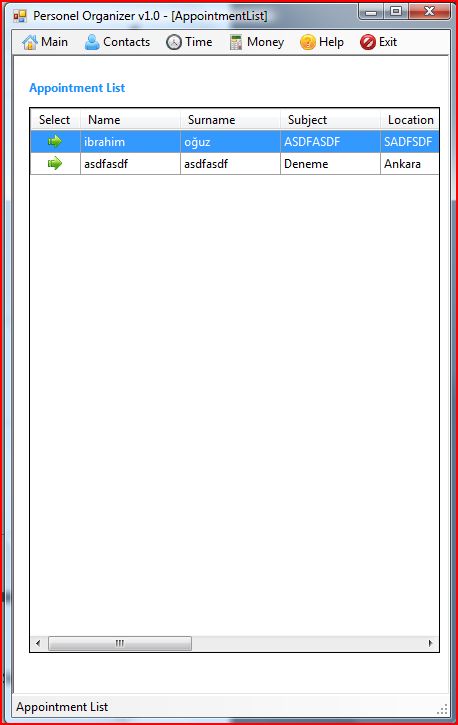 Personel Organizer v1.0 - [AppointmentList]
Main Contacts Time Money Help Exit
Appointment List
Select Name Surname Subject Location
ibrahim oğuz ASDFASDF SADFSDF
asdfasdf asdfasdf Deneme Ankara
Appointment List